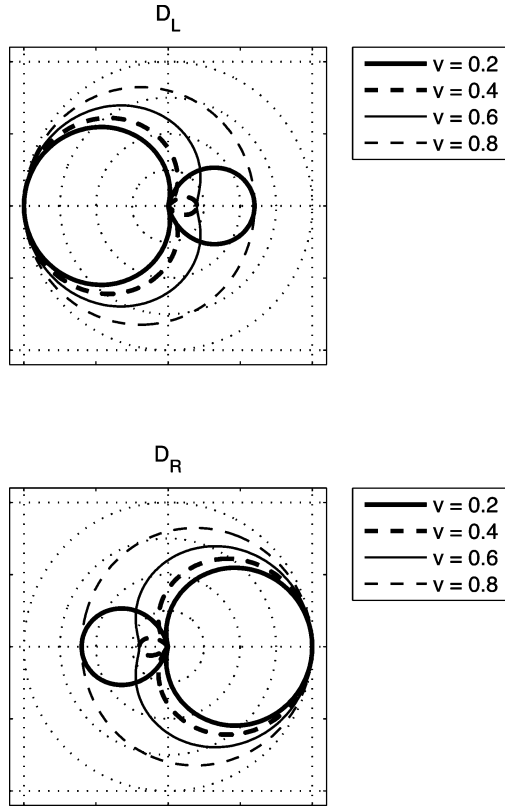 D_L
v = 0.2
v = 0.4
v = 0.6
v = 0.8
D_R
v = 0.2
v = 0.4
v = 0.6
v = 0.8